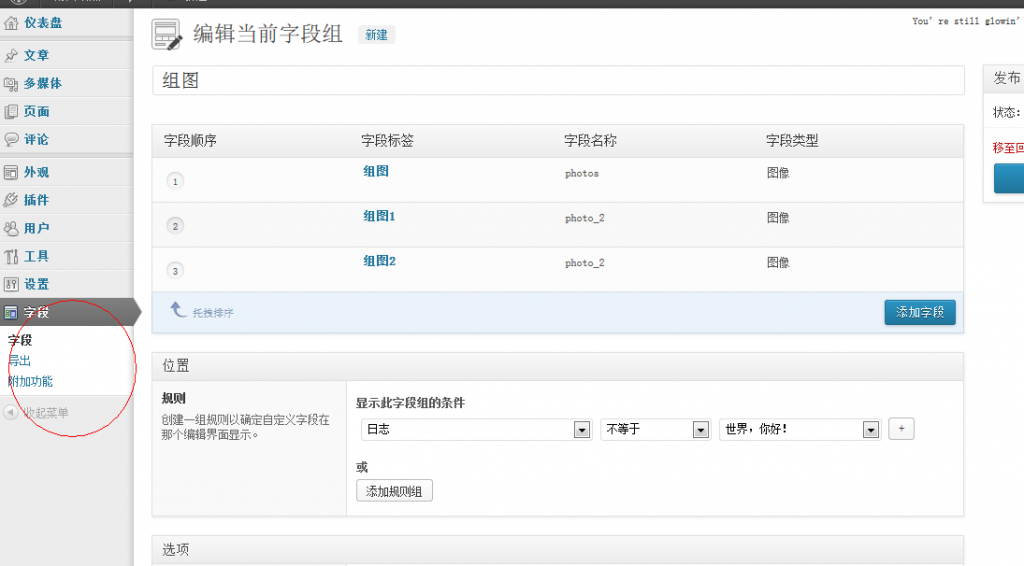 You' re still glowin'
仪表盘
文章
多媒体
页面
评论
外观
插件
用户
工具
设置
字段
字段
导出
附加功能
收起菜单
编辑当前字段组 新建
组图
字段顺序 字段标签 字段名称 字段类型
1 组图 photos 图像
2 组图1 photo_2 图像
3 组图2 photo_2 图像
托拽排序 添加字段
位置
规则
创建一组规则以确定自定义字段在
那个编辑界面显示。
显示此字段组的条件
日志 不等于 世界，你好！ +
或
添加规则组
选项
发布
状态:
移至回